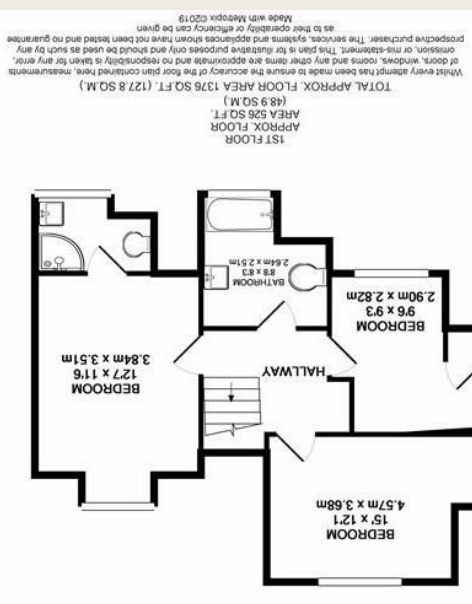 BEDROOM
15' x 12'1
4.57m x 3.68m
BEDROOM
12'7 x 11'6
3.84m x 3.51m
HALLWAY
BEDROOM
9'6 x 9'3
2.90m x 2.82m
BATHROOM
8'8 x 8'3
2.64m x 2.51m
1ST FLOOR
APPROX. FLOOR
AREA 526 SQ.FT.
(48.9 SQ.M.)
TOTAL APPROX. FLOOR AREA 1376 SQ.FT. (127.8 SQ.M.)
Whilst every attempt has been made to ensure the accuracy of the floor plan contained here, measurements
of doors, windows, rooms and any other items are approximate and no responsibility is taken for any error,
omission, or mis-statement. This plan is for illustrative purposes only and should be used as such by any
prospective purchaser. The services, systems and appliances shown have not been tested and no guarantee
as to their operability or efficiency can be given
Made with Metropix ©2019